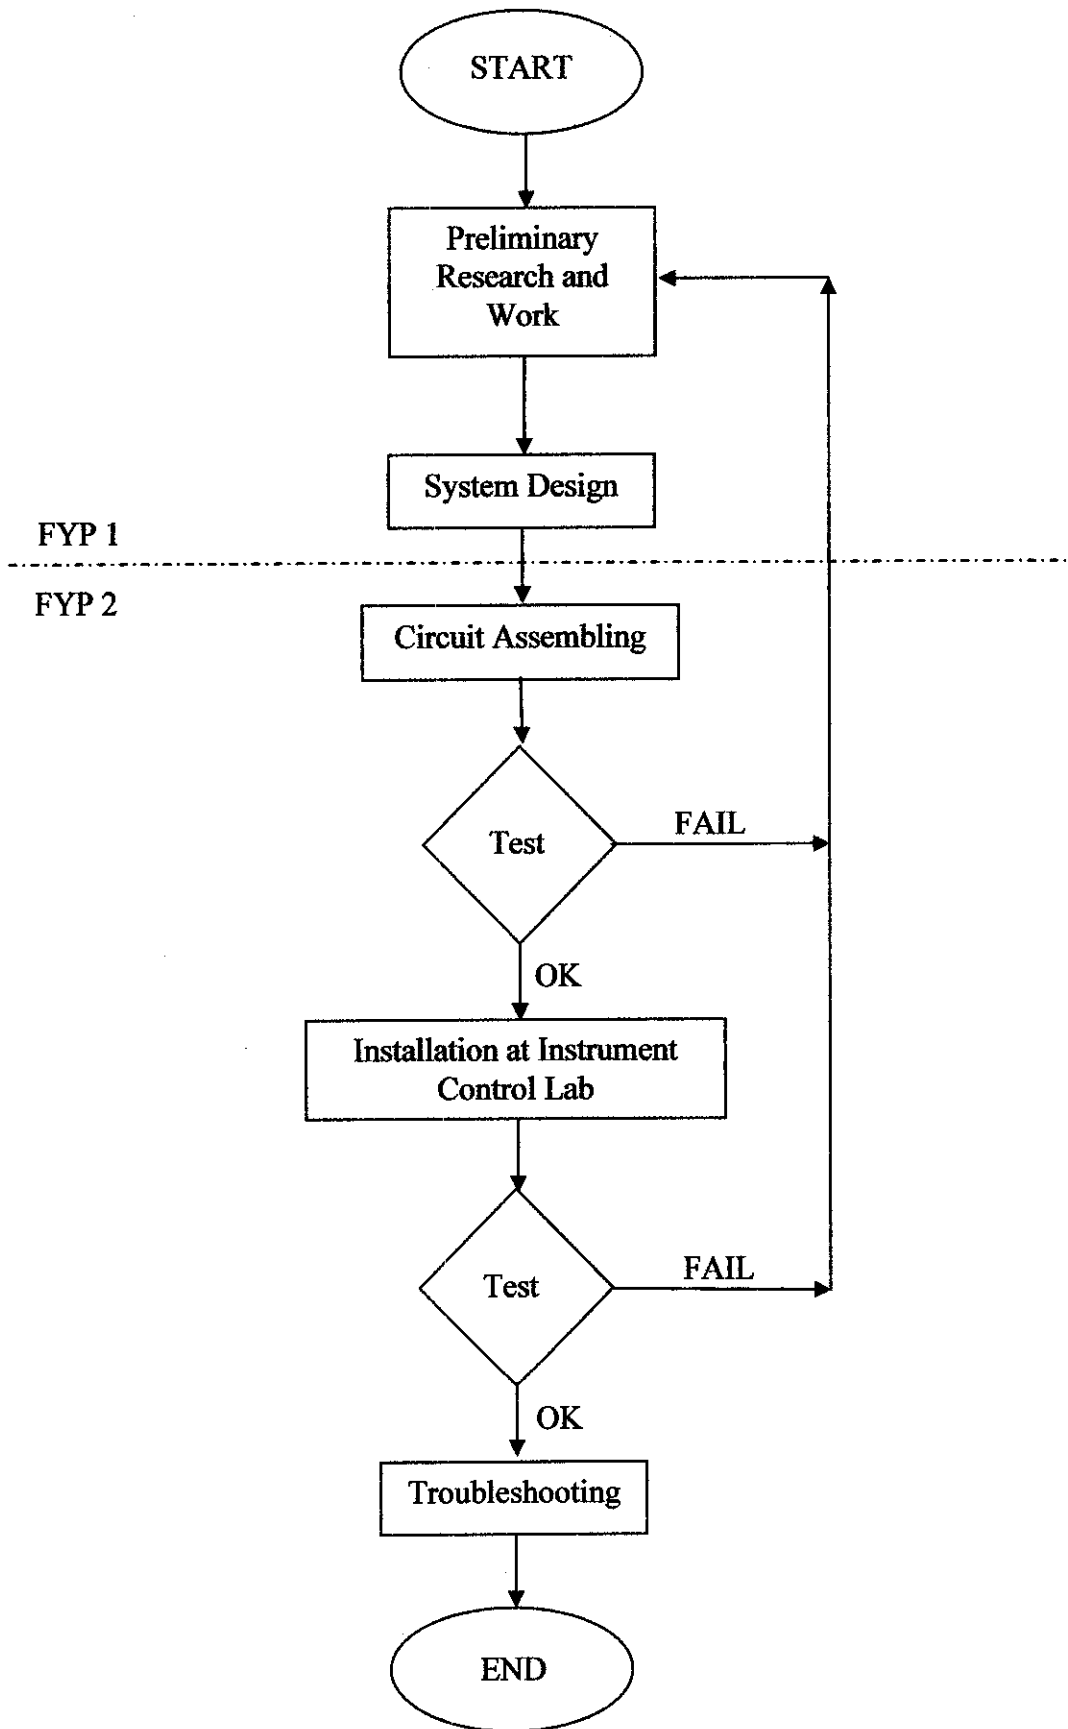 START
Preliminary
Research and
Work
System Design
FYP 1
FYP 2
Circuit Assembling
Test
FAIL
OK
Installation at Instrument
Control Lab
Test
FAIL
OK
Troubleshooting
END